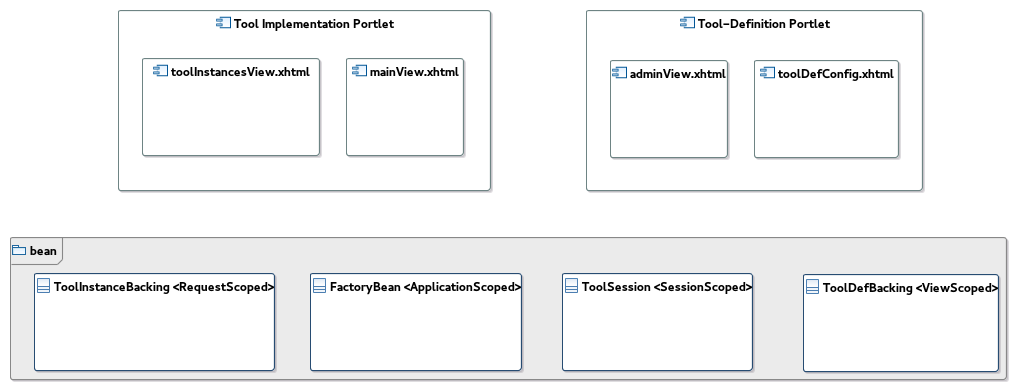 Tool Implementation Portlet
toolInstancesView.xhtml
mainView.xhtml
Tool-Definition Portlet
adminView.xhtml
toolDefConfig.xhtml
bean
ToolInstanceBacking <RequestScoped>
FactoryBean <ApplicationScoped>
ToolSession <SessionScoped>
ToolDefBacking <ViewScoped>